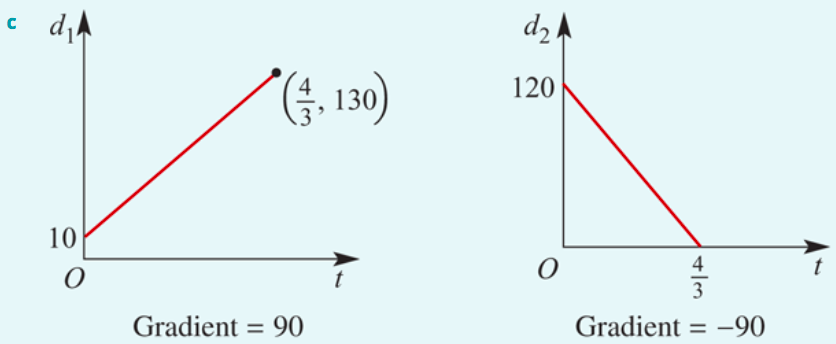 c
d₁
(4/3, 130)
10
O
t
Gradient = 90
d₂
120
O
4/3
t
Gradient = −90